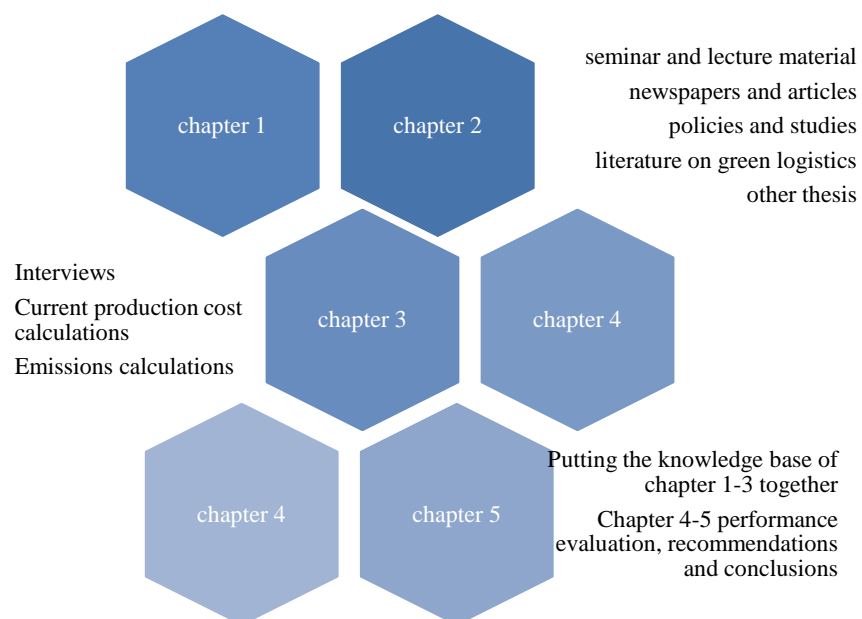 chapter 1
chapter 2
seminar and lecture material
newspapers and articles
policies and studies
literature on green logistics
other thesis
Interviews
Current production cost
calculations
Emissions calculations
chapter 3
chapter 4
chapter 4
chapter 5
Putting the knowledge base of
chapter 1-3 together
Chapter 4-5 performance
evaluation, recommendations
and conclusions